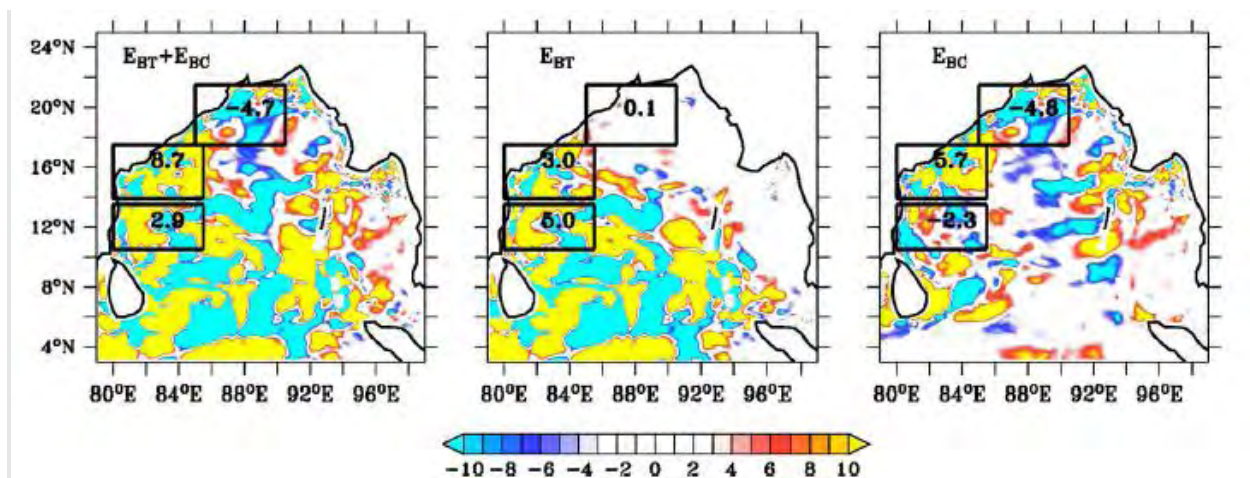 E_BT+E_BC E_BT E_BC
24°N
20°N
16°N
12°N
8°N
4°N
-4.7 0.1 -4.8
8.7 3.0 5.7
2.9 5.0 -2.3
80°E 84°E 88°E 92°E 96°E 80°E 84°E 88°E 92°E 96°E 80°E 84°E 88°E 92°E 96°E
-10 -8 -6 -4 -2 0 2 4 6 8 10